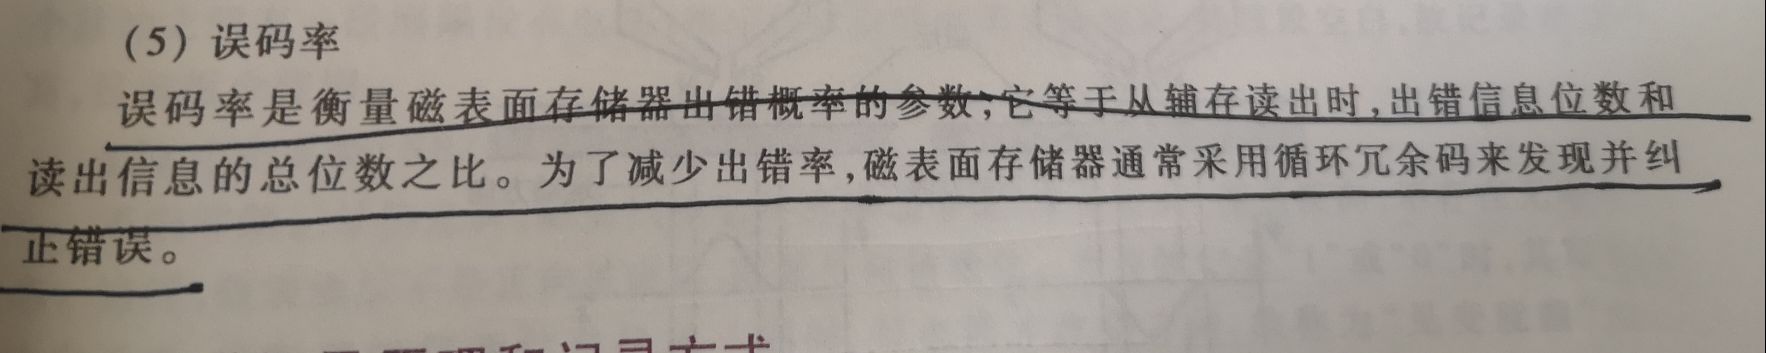 (5) 误码率
误码率是衡量磁表面存储器出错概率的参数,它等于从辅存读出时,出错信息位数和
读出信息的总位数之比。为了减少出错率,磁表面存储器通常采用循环冗余码来发现并纠
正错误。